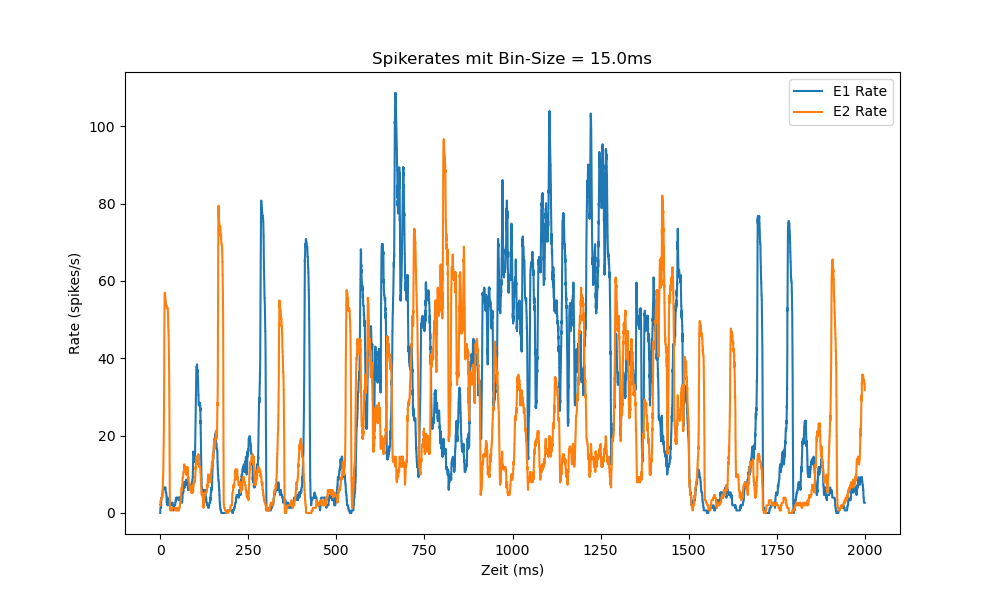 Spikerates mit Bin-Size = 15.0ms
E1 Rate
E2 Rate
Rate (spikes/s)
100
80
60
40
20
0
0 250 500 750 1000 1250 1500 1750 2000
Zeit (ms)